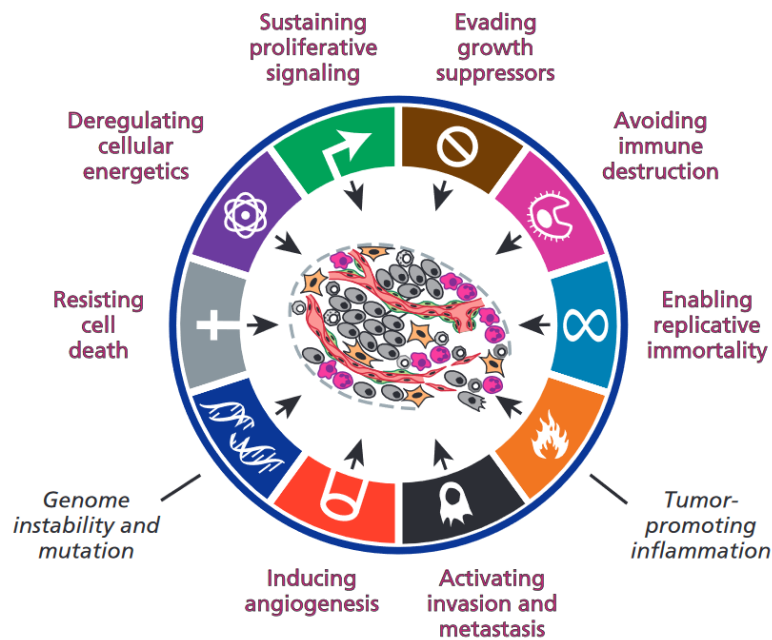 Sustaining
proliferative
signaling
Evading
growth
suppressors
Deregulating
cellular
energetics
Avoiding
immune
destruction
Resisting
cell
death
Enabling
replicative
immortality
Genome
instability and
mutation
Tumor-
promoting
inflammation
Inducing
angiogenesis
Activating
invasion and
metastasis